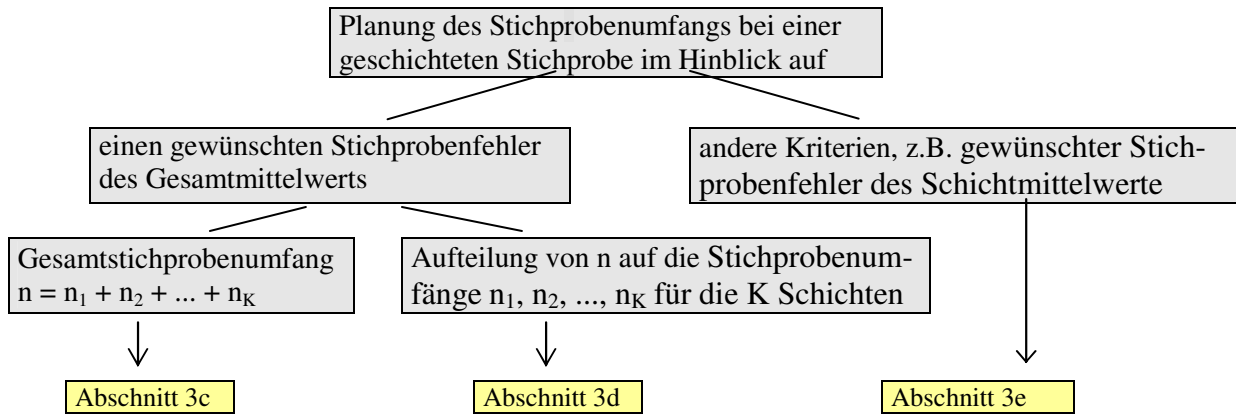 Planung des Stichprobenumfangs bei einer
geschichteten Stichprobe im Hinblick auf
einen gewünschten Stichprobenfehler
des Gesamtmittelwerts
andere Kriterien, z.B. gewünschter Stich-
probenfehler des Schichtmittelwerte
Gesamtstichprobenumfang
n = n₁ + n₂ + ... + nK
Aufteilung von n auf die Stichprobenum-
fänge n₁, n₂, ..., nK für die K Schichten
Abschnitt 3c
Abschnitt 3d
Abschnitt 3e